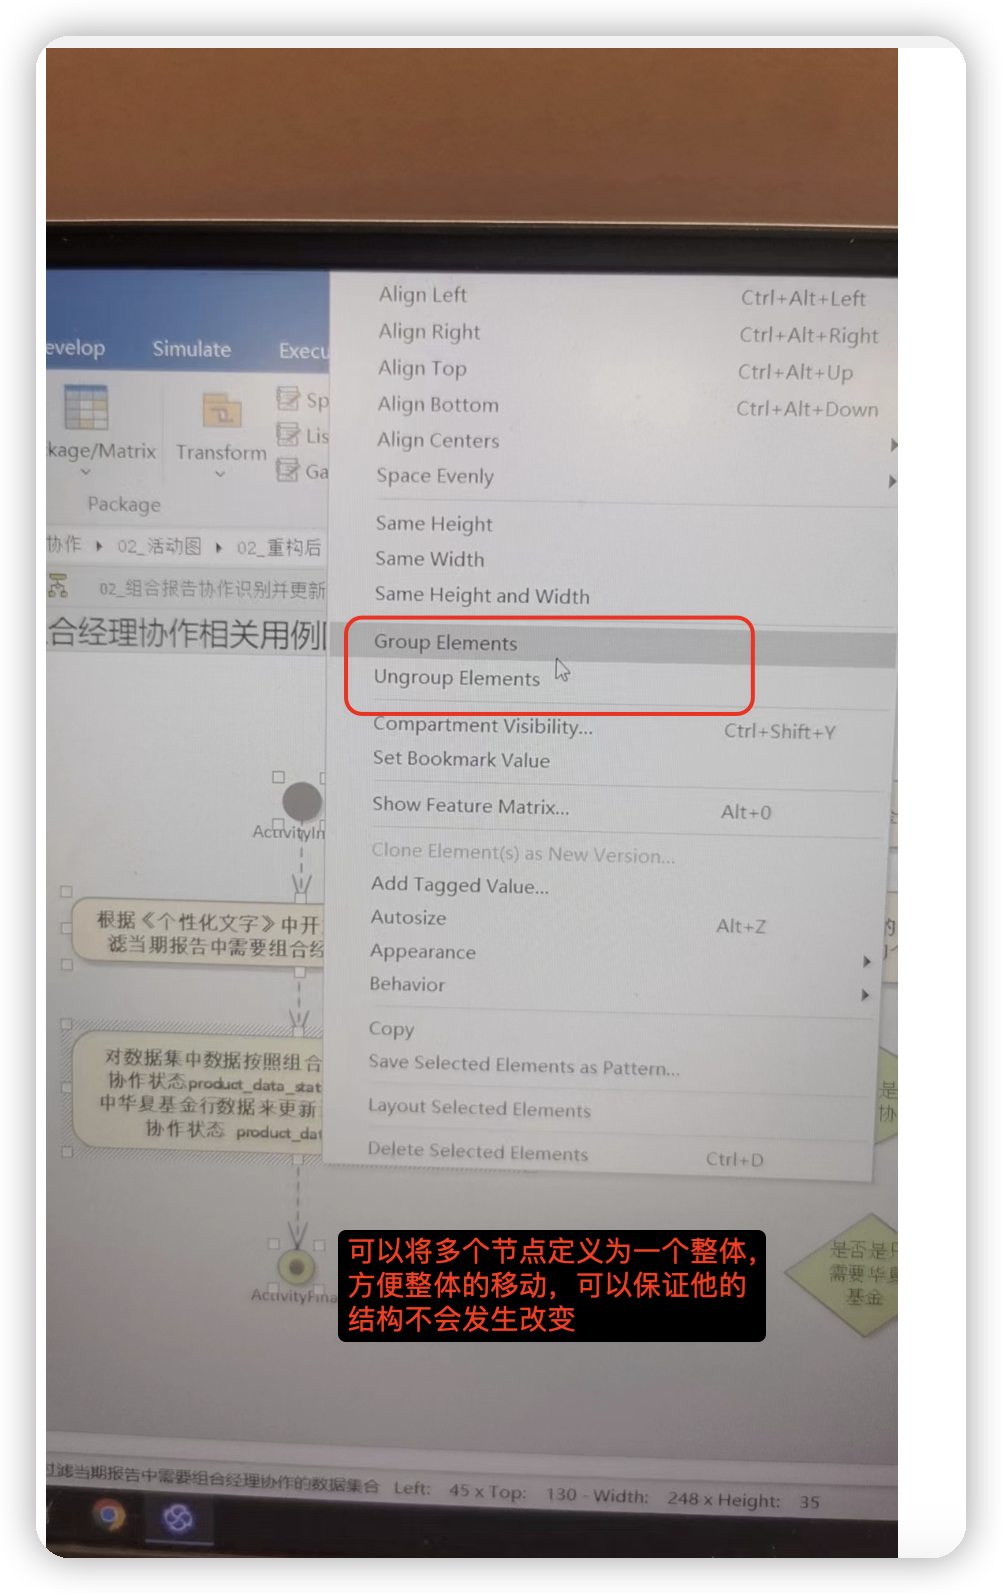 Align Left Ctrl+Alt+Left
Align Right Ctrl+Alt+Right
Align Top Ctrl+Alt+Up
Align Bottom Ctrl+Alt+Down
Align Centers
Space Evenly
Same Height
Same Width
Same Height and Width
Group Elements
Ungroup Elements
Compartment Visibility... Ctrl+Shift+Y
Set Bookmark Value
Show Feature Matrix... Alt+0
Clone Element(s) as New Version...
Add Tagged Value...
Autosize Alt+Z
Appearance
Behavior
Copy
Save Selected Elements as Pattern...
Layout Selected Elements
Delete Selected Elements Ctrl+D
evelop Simulate Execu
kage/Matrix Transform
Sp
Lis
Ga
Package
协作 02_活动图 02_重构后
02_组合报告协作识别并更新
合经理协作相关用例
ActivityIn
根据《个性化文字》中开
滤当期报告中需要组合经
对数据集中数据按照组合
协作状态product_data_stat
中华夏基金行数据来更新
协作状态 product_dat
ActivityFina
是否是只
需要华夏
基金
可以将多个节点定义为一个整体，
方便整体的移动，可以保证他的
结构不会发生改变
过滤当期报告中需要组合经理协作的数据集合 Left: 45 x Top: 130 - Width: 248 x Height: 35